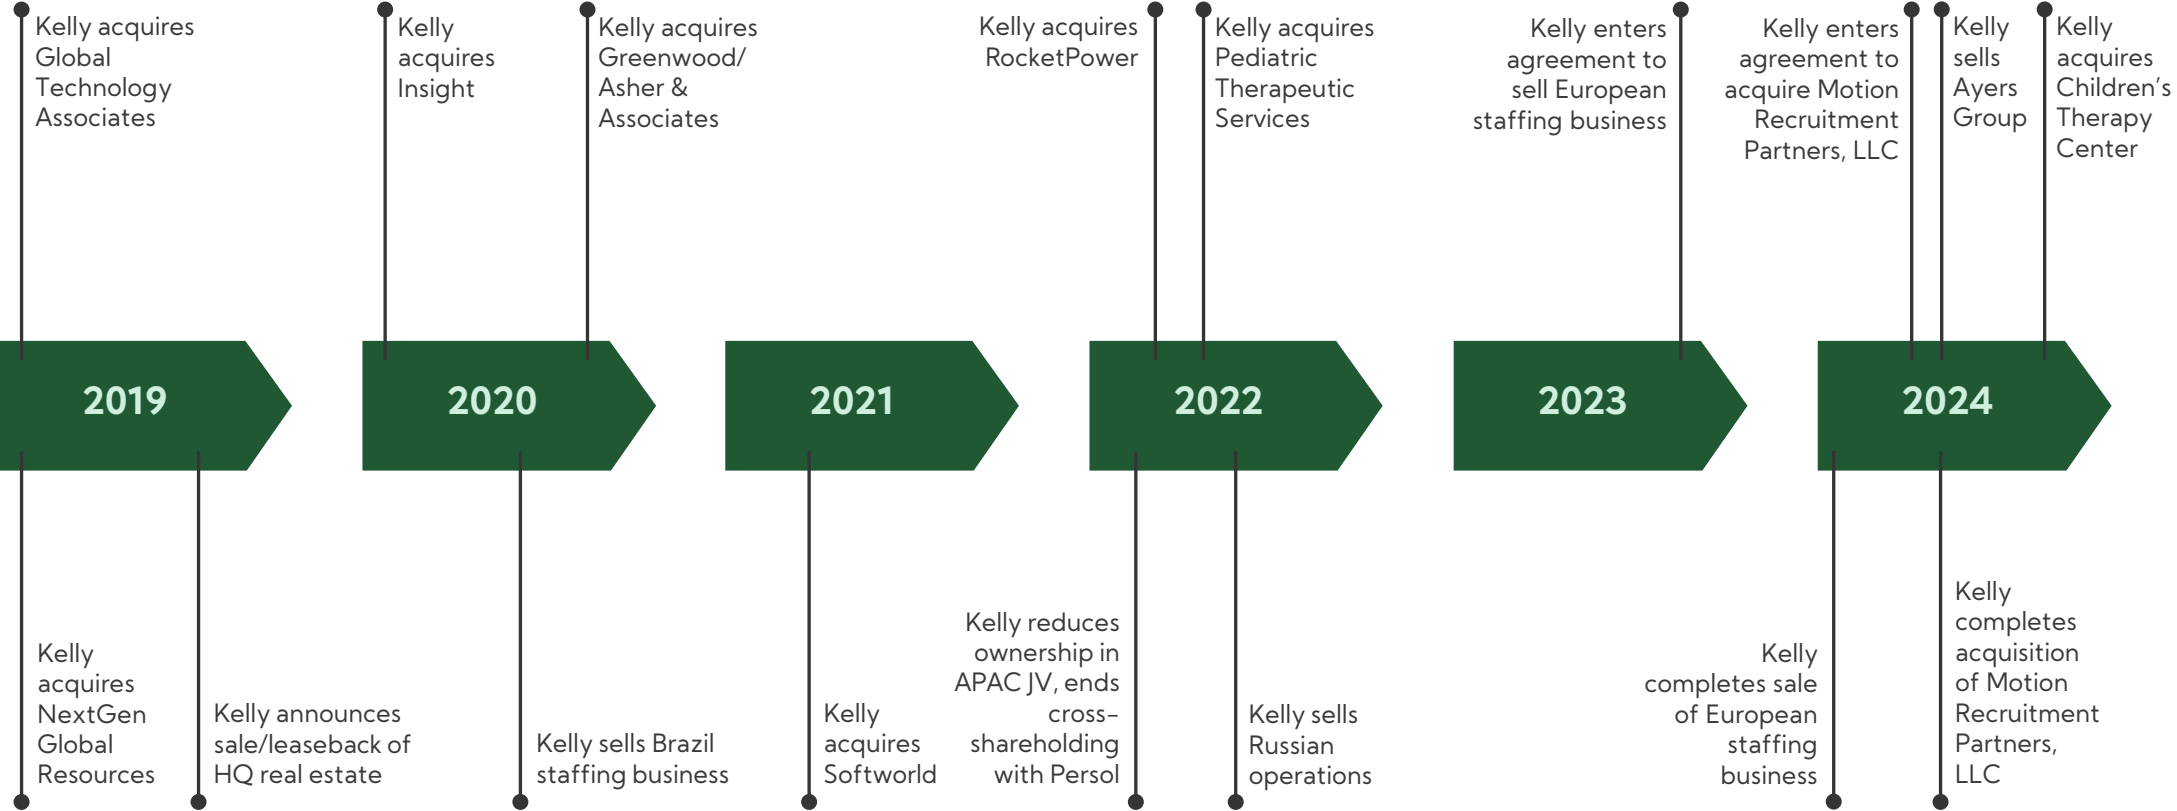 Kelly acquires
Global
Technology
Associates
Kelly
acquires
Insight
Kelly acquires
Greenwood/
Asher &
Associates
Kelly acquires
RocketPower
Kelly acquires
Pediatric
Therapeutic
Services
Kelly enters
agreement to
sell European
staffing business
Kelly enters
agreement to
acquire Motion
Recruitment
Partners, LLC
Kelly
sells
Ayers
Group
Kelly
acquires
Children’s
Therapy
Center
2019
2020
2021
2022
2023
2024
Kelly
acquires
NextGen
Global
Resources
Kelly announces
sale/leaseback of
HQ real estate
Kelly sells Brazil
staffing business
Kelly
acquires
Softworld
Kelly reduces
ownership in
APAC JV, ends
cross–
shareholding
with Persol
Kelly sells
Russian
operations
Kelly
completes sale
of European
staffing
business
Kelly
completes
acquisition
of Motion
Recruitment
Partners,
LLC